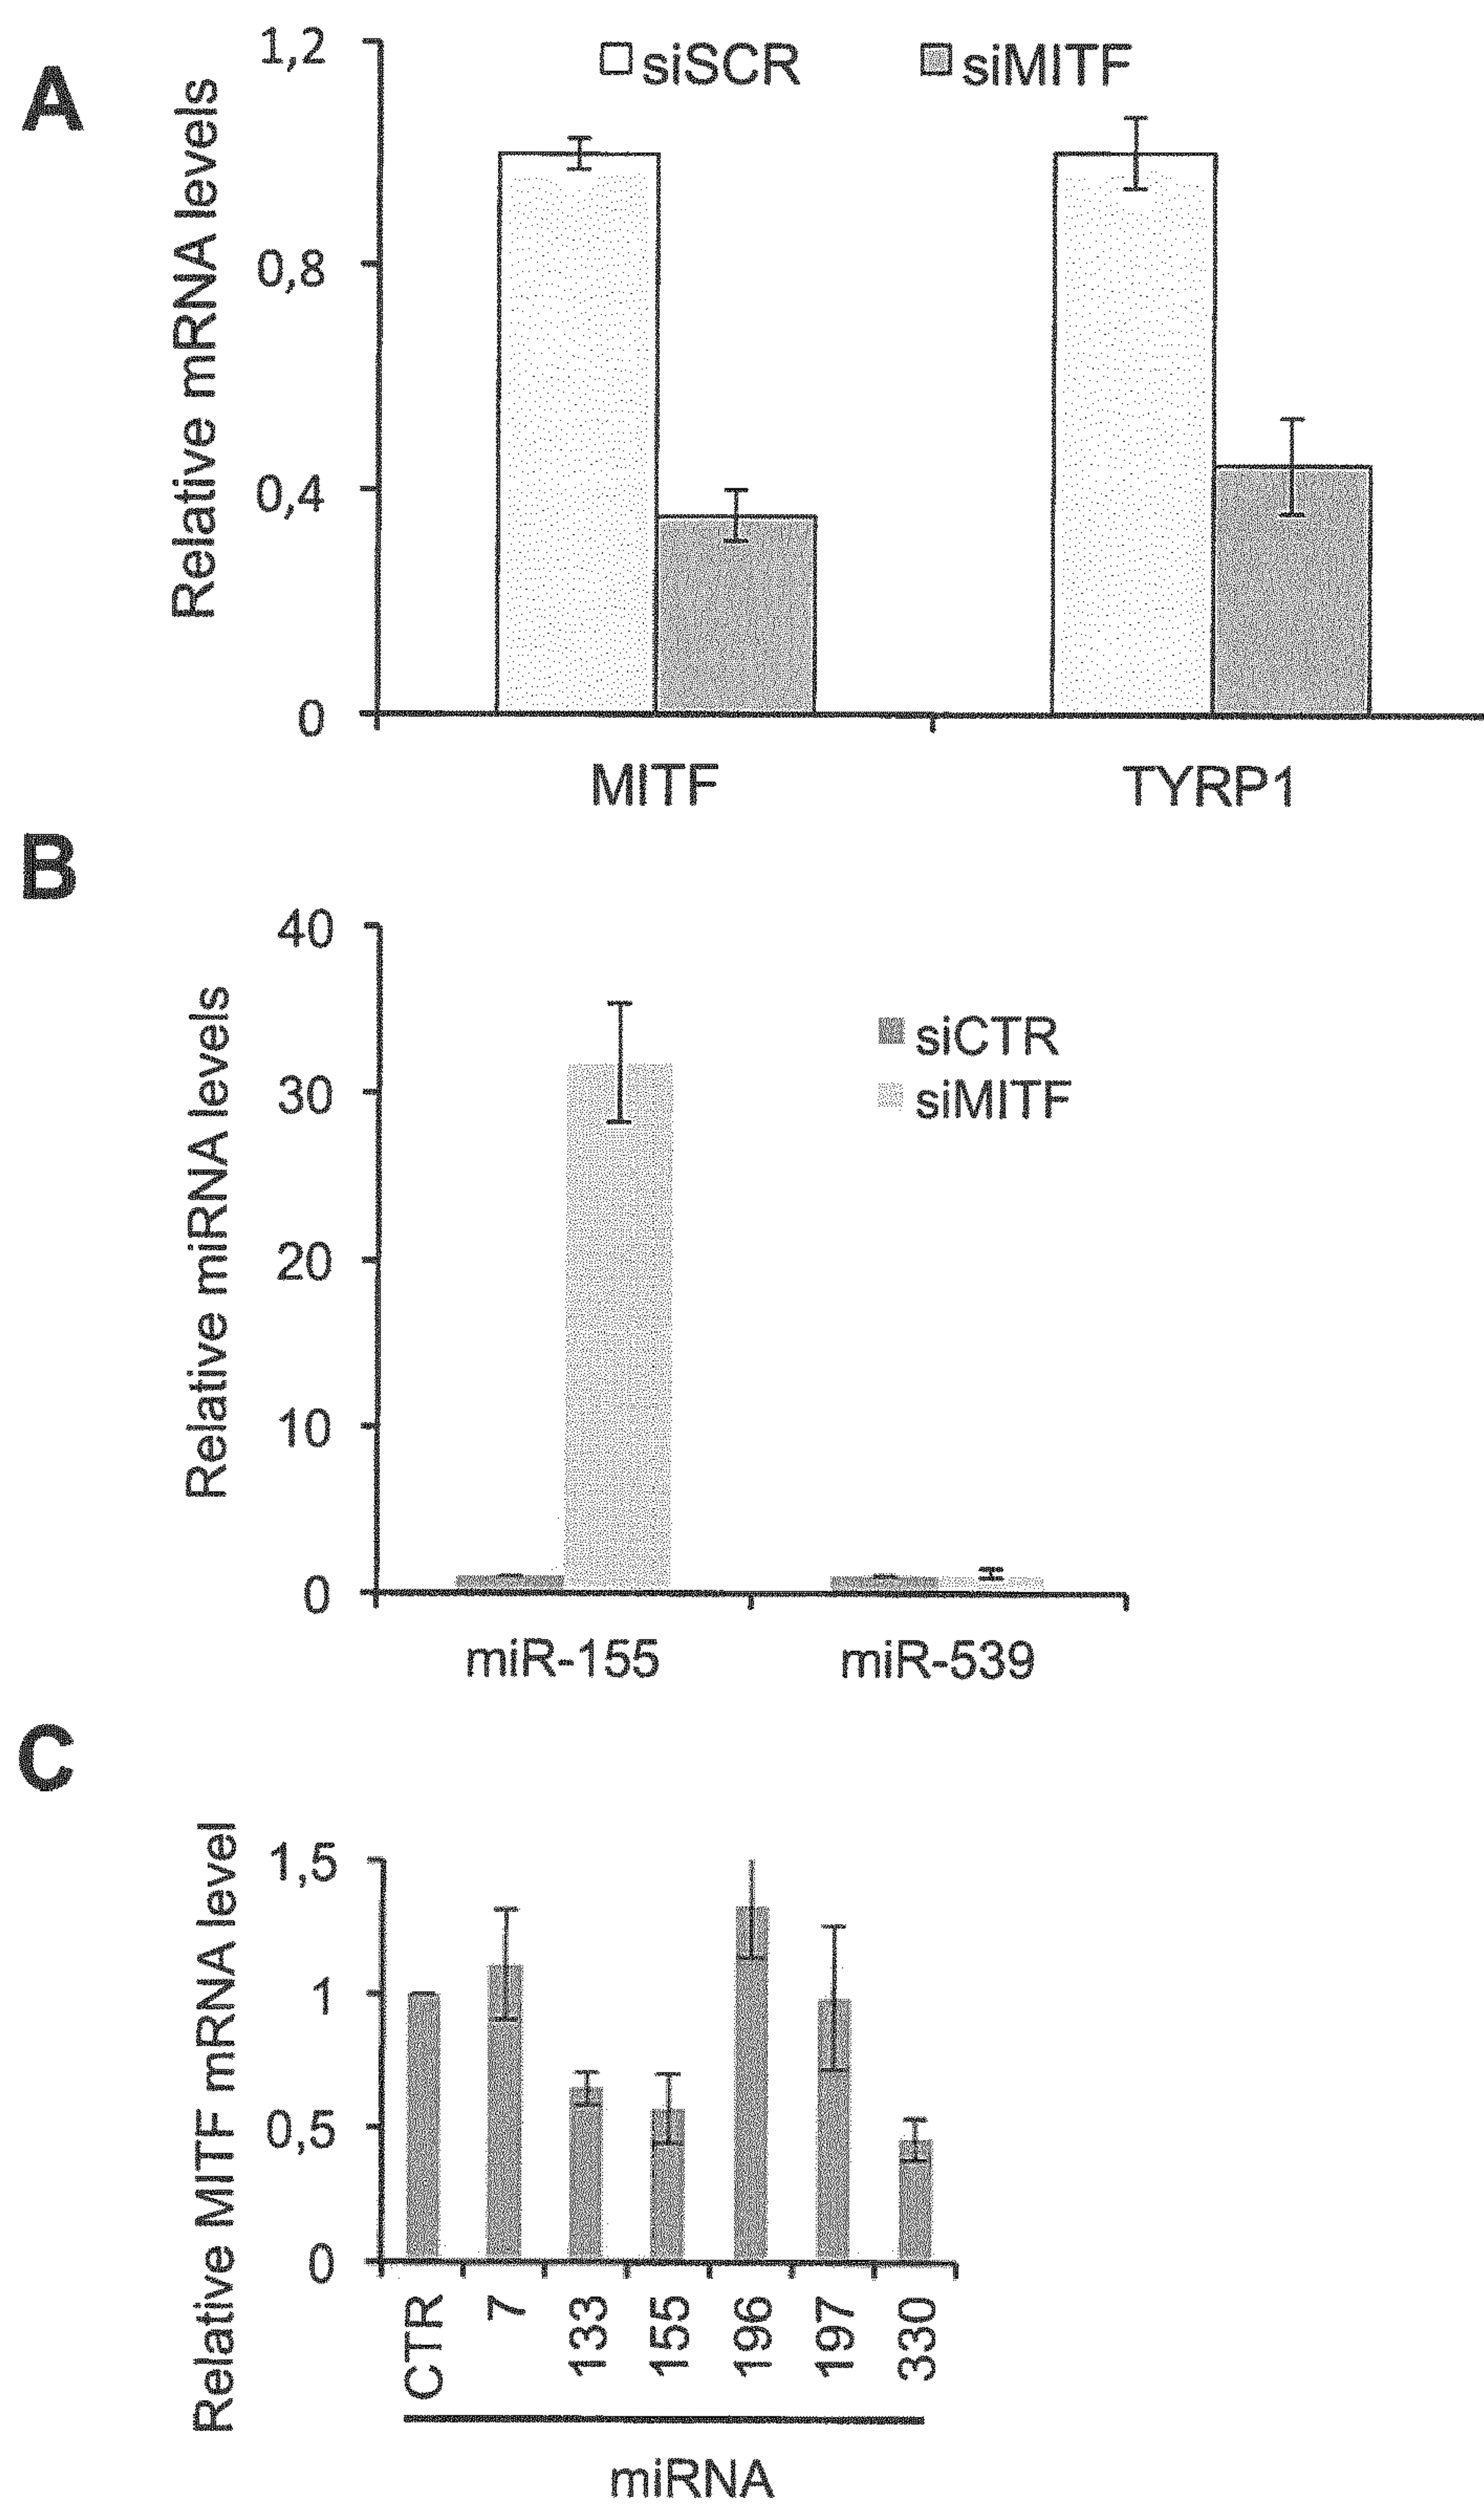 A
Relative mRNA levels
1,2
0,8
0,4
0
siSCR
siMITF
MITF
TYRP1
B
Relative miRNA levels
40
30
20
10
0
siCTR
siMITF
miR-155
miR-539
C
Relative MITF mRNA level
1,5
1
0,5
0
CTR
7
133
155
196
197
330
miRNA